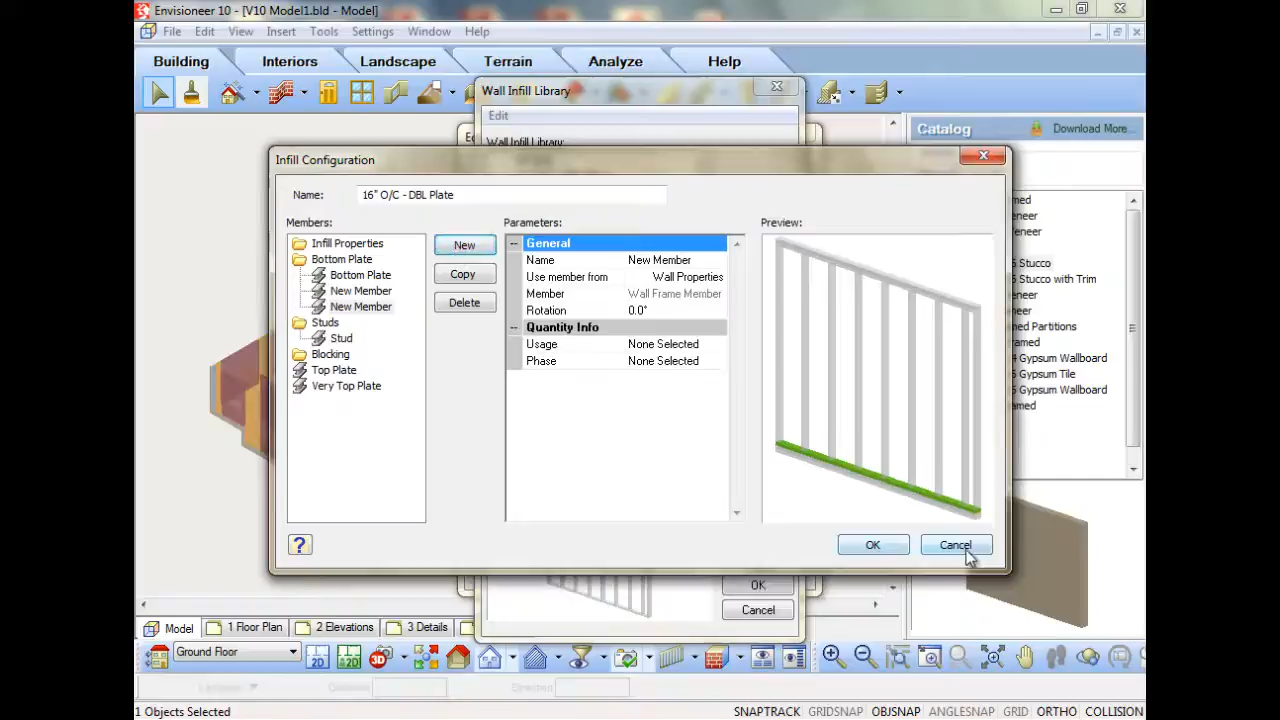 Envisioneer 10 - [V10 Model1.bld - Model]
File Edit View Insert Tools Settings Window Help
Building Interiors Landscape Terrain Analyze Help
Wall Infill Library
Edit
Wall Infill Library:
Catalog Download More...
Infill Configuration
Name: 16" O/C - DBL Plate
Members: Parameters: Preview:
Infill Properties
Bottom Plate
Bottom Plate
New Member
New Member
Studs
Stud
Blocking
Top Plate
Very Top Plate
New
Copy
Delete
General
Name New Member
Use member from Wall Properties
Member Wall Frame Member
Rotation 0.0°
Quantity Info
Usage None Selected
Phase None Selected
?
OK Cancel
OK
Cancel
Stucco
Stucco with Trim
Partitions
Gypsum Wallboard
Gypsum Tile
Gypsum Wallboard
Model 1 Floor Plan 2 Elevations 3 Details
Ground Floor
2D 2D 3D
1 Objects Selected
SNAPTRACK GRIDSNAP OBJSNAP ANGLESNAP GRID ORTHO COLLISION